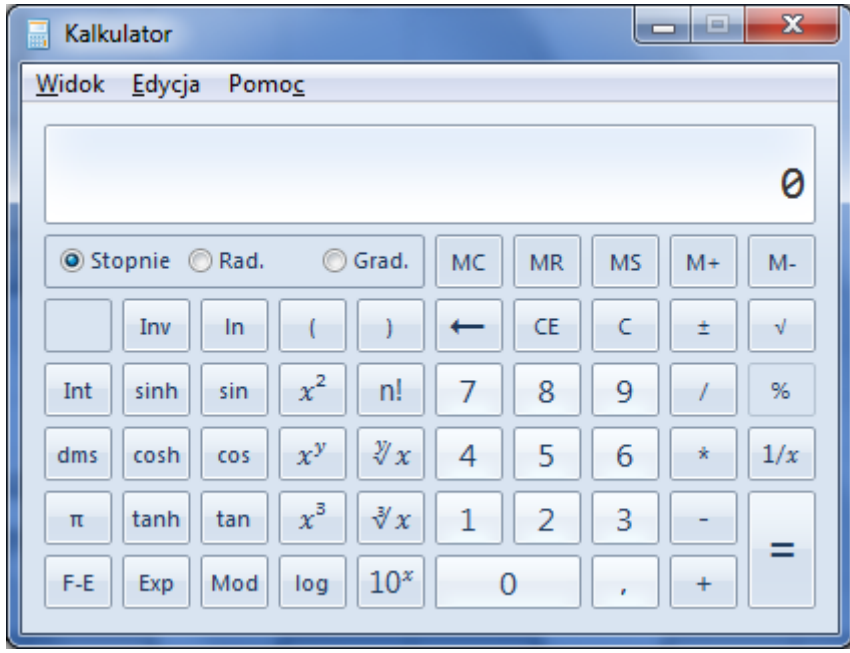 Kalkulator
Widok Edycja Pomoc
0
Stopnie Rad. Grad. MC MR MS M+ M-
Inv ln ( ) ← CE C ± √
Int sinh sin x² n! 7 8 9 / %
dms cosh cos xʸ ʸ√x 4 5 6 * 1/x
π tanh tan x³ ³√x 1 2 3 - =
F-E Exp Mod log 10ˣ 0 , +